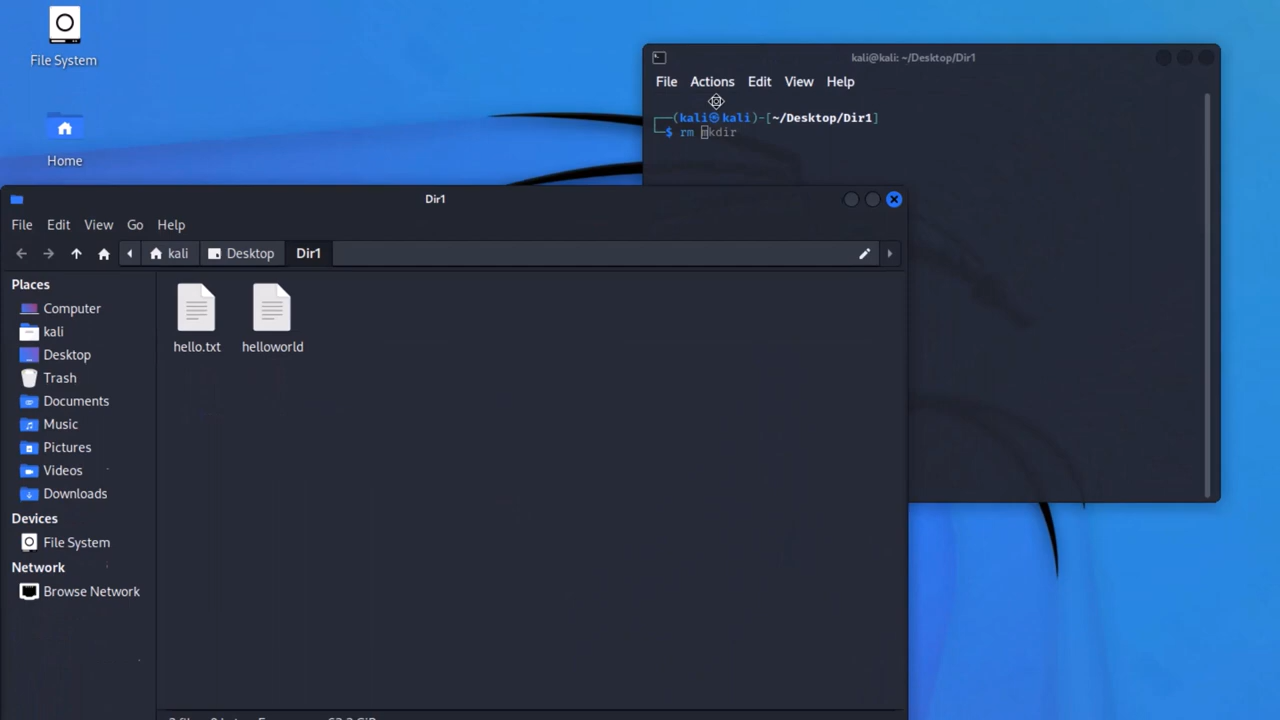 File System
Home
kali@kali: ~/Desktop/Dir1
File Actions Edit View Help
(kali㉿kali)-[~/Desktop/Dir1]
$ rm mkdir
Dir1
File Edit View Go Help
kali Desktop Dir1
Places
Computer
kali
Desktop
Trash
Documents
Music
Pictures
Videos
Downloads
Devices
File System
Network
Browse Network
hello.txt helloworld